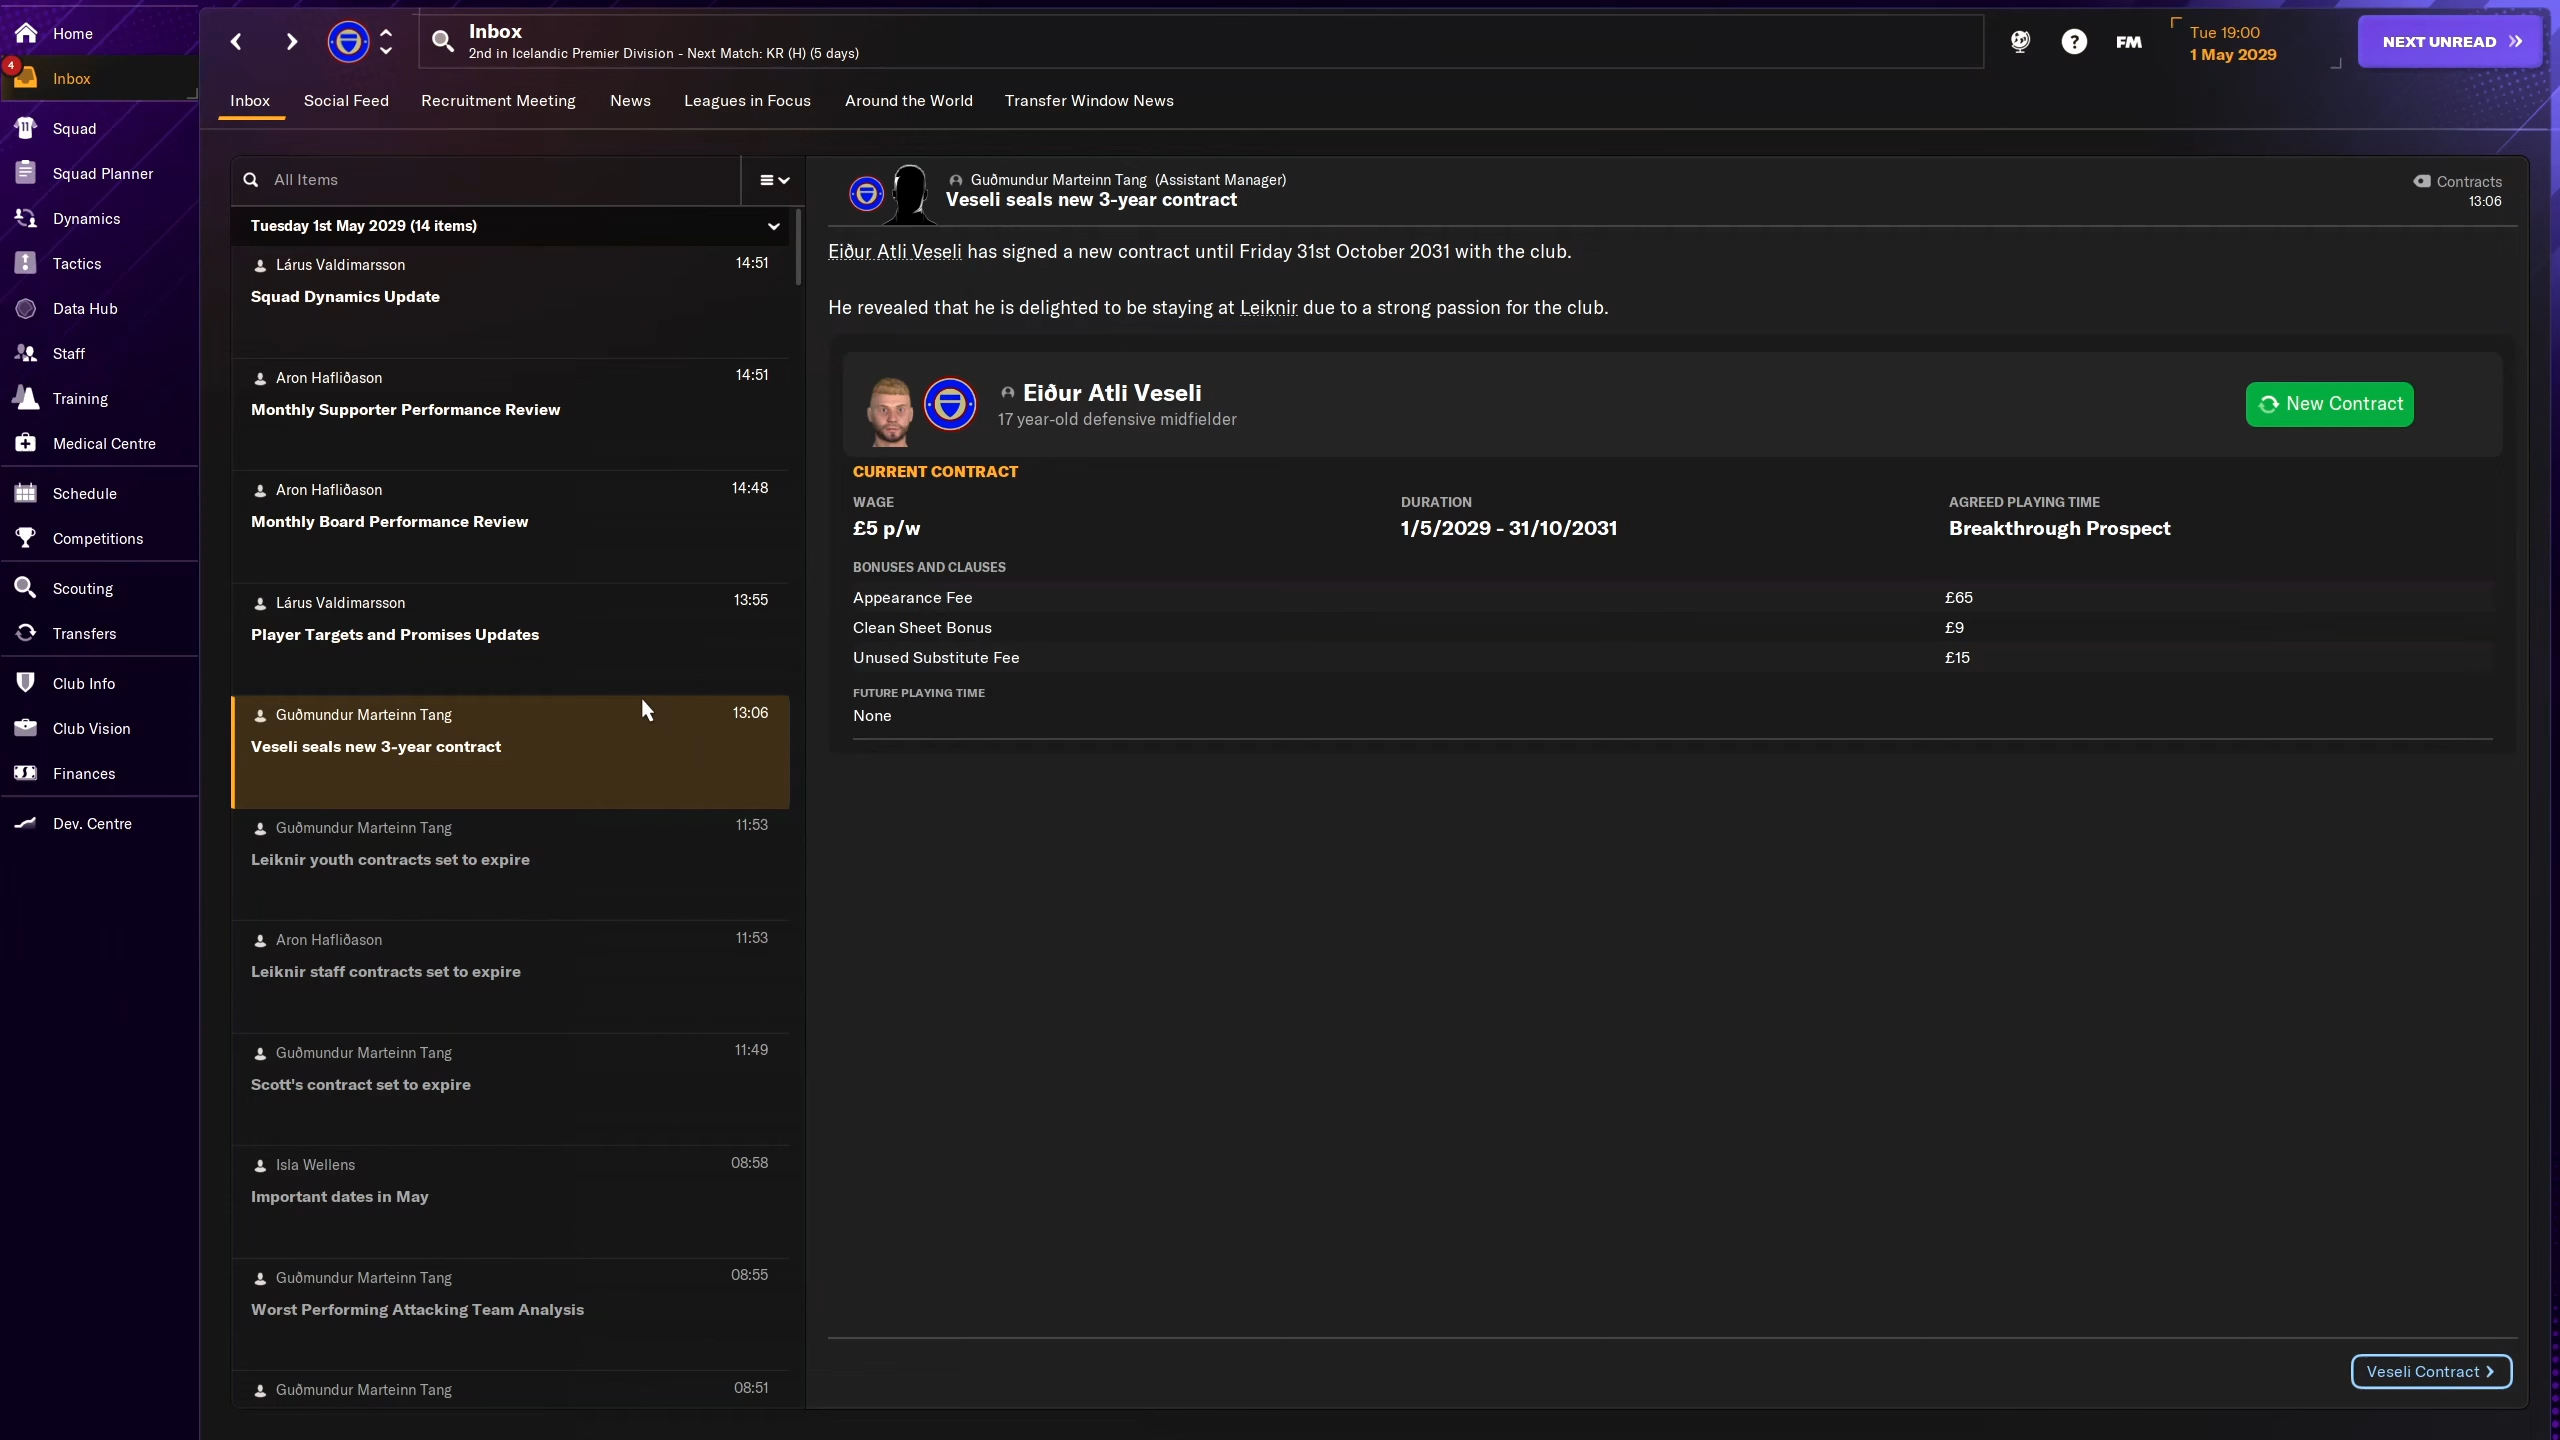 Home
4
Inbox
Squad
Squad Planner
Dynamics
Tactics
Data Hub
Staff
Training
Medical Centre
Schedule
Competitions
Scouting
Transfers
Club Info
Club Vision
Finances
Dev. Centre
Inbox
2nd in Icelandic Premier Division - Next Match: KR (H) (5 days)
FM
Tue 19:00
1 May 2029
NEXT UNREAD
Inbox Social Feed Recruitment Meeting News Leagues in Focus Around the World Transfer Window News
All Items
Tuesday 1st May 2029 (14 items)
Lárus Valdimarsson 14:51
Squad Dynamics Update
Aron Hafliðason 14:51
Monthly Supporter Performance Review
Aron Hafliðason 14:48
Monthly Board Performance Review
Lárus Valdimarsson 13:55
Player Targets and Promises Updates
Guðmundur Marteinn Tang 13:06
Veseli seals new 3-year contract
Guðmundur Marteinn Tang 11:53
Leiknir youth contracts set to expire
Aron Hafliðason 11:53
Leiknir staff contracts set to expire
Guðmundur Marteinn Tang 11:49
Scott's contract set to expire
Isla Wellens 08:58
Important dates in May
Guðmundur Marteinn Tang 08:55
Worst Performing Attacking Team Analysis
Guðmundur Marteinn Tang 08:51
Guðmundur Marteinn Tang (Assistant Manager)
Veseli seals new 3-year contract
Contracts
13:06
Eiður Atli Veseli has signed a new contract until Friday 31st October 2031 with the club.
He revealed that he is delighted to be staying at Leiknir due to a strong passion for the club.
Eiður Atli Veseli
17 year-old defensive midfielder
New Contract
CURRENT CONTRACT
WAGE DURATION AGREED PLAYING TIME
£5 p/w 1/5/2029 - 31/10/2031 Breakthrough Prospect
BONUSES AND CLAUSES
Appearance Fee £65
Clean Sheet Bonus £9
Unused Substitute Fee £15
FUTURE PLAYING TIME
None
Veseli Contract